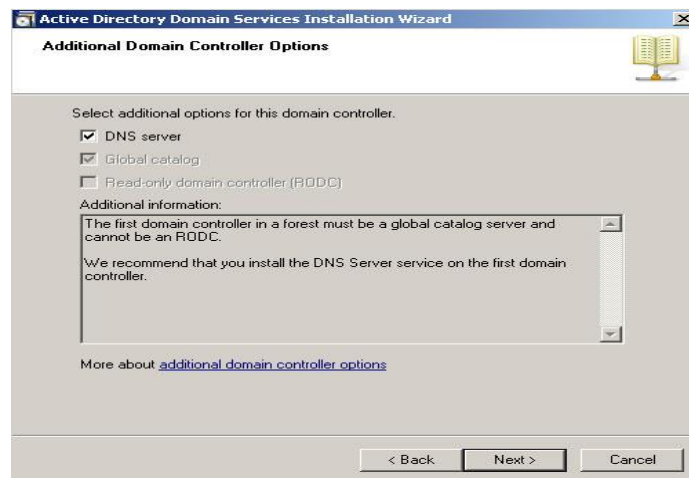 Active Directory Domain Services Installation Wizard
Additional Domain Controller Options
Select additional options for this domain controller.
DNS server
Global catalog
Read-only domain controller (RODC)
Additional information:
The first domain controller in a forest must be a global catalog server and
cannot be an RODC.
We recommend that you install the DNS Server service on the first domain
controller.
More about additional domain controller options
< Back
Next >
Cancel